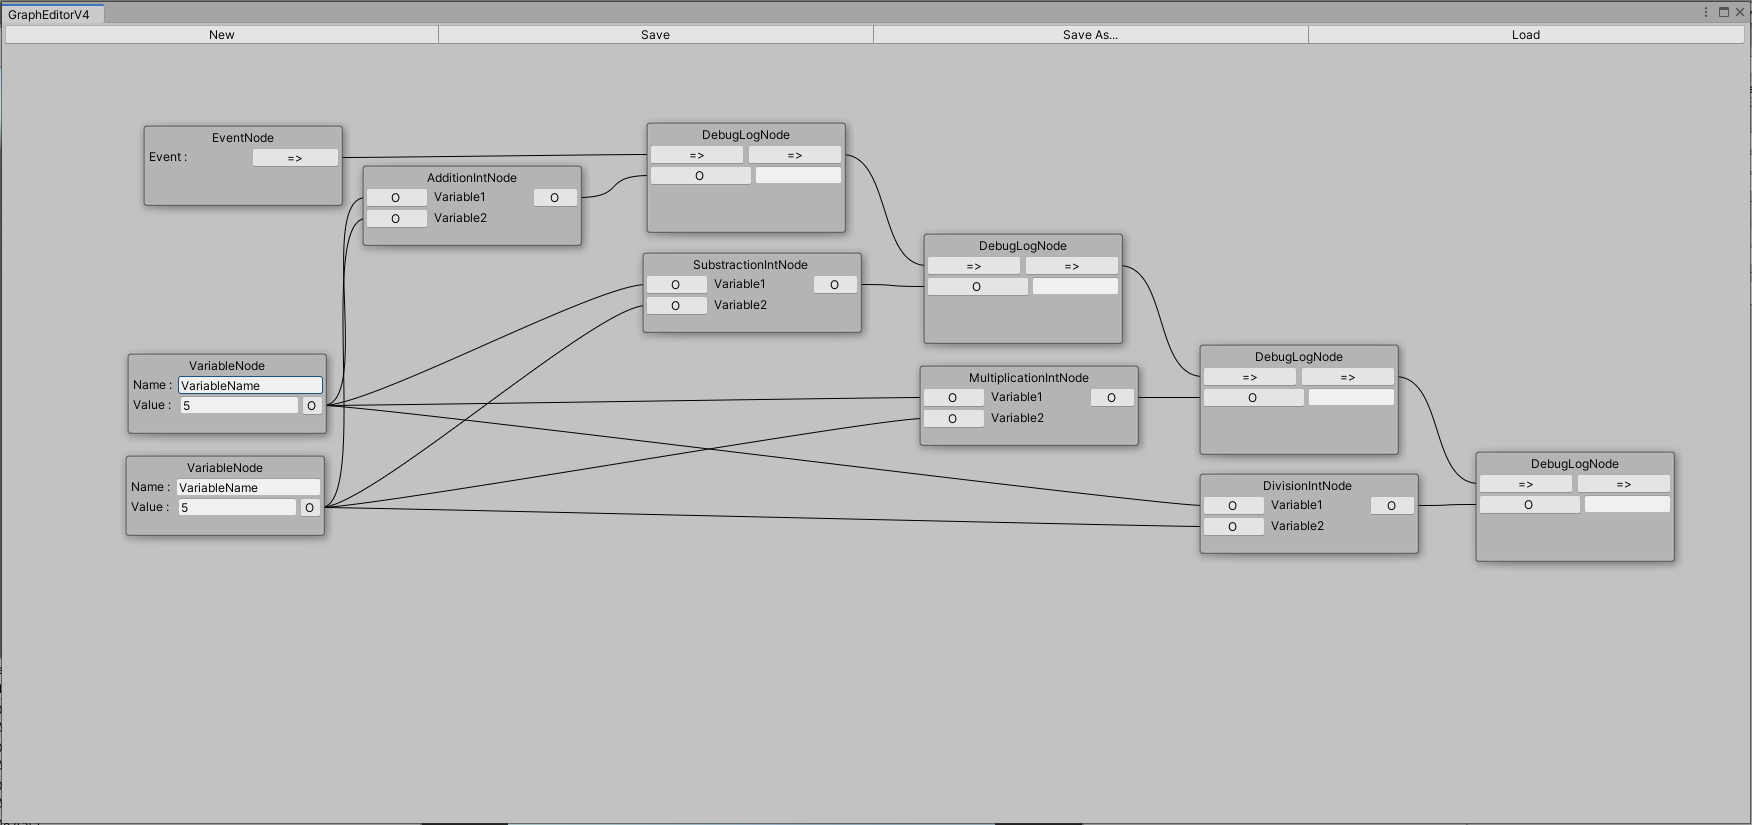 GraphEditorV4
New Save Save As... Load
EventNode
Event : =>
DebugLogNode
=> =>
O
AdditionIntNode
O Variable1 O
O Variable2
DebugLogNode
=> =>
O
SubstractionIntNode
O Variable1 O
O Variable2
VariableNode
Name : VariableName
Value : 5 O
DebugLogNode
=> =>
O
MultiplicationIntNode
O Variable1 O
O Variable2
VariableNode
Name : VariableName
Value : 5 O
DebugLogNode
=> =>
O
DivisionIntNode
O Variable1 O
O Variable2